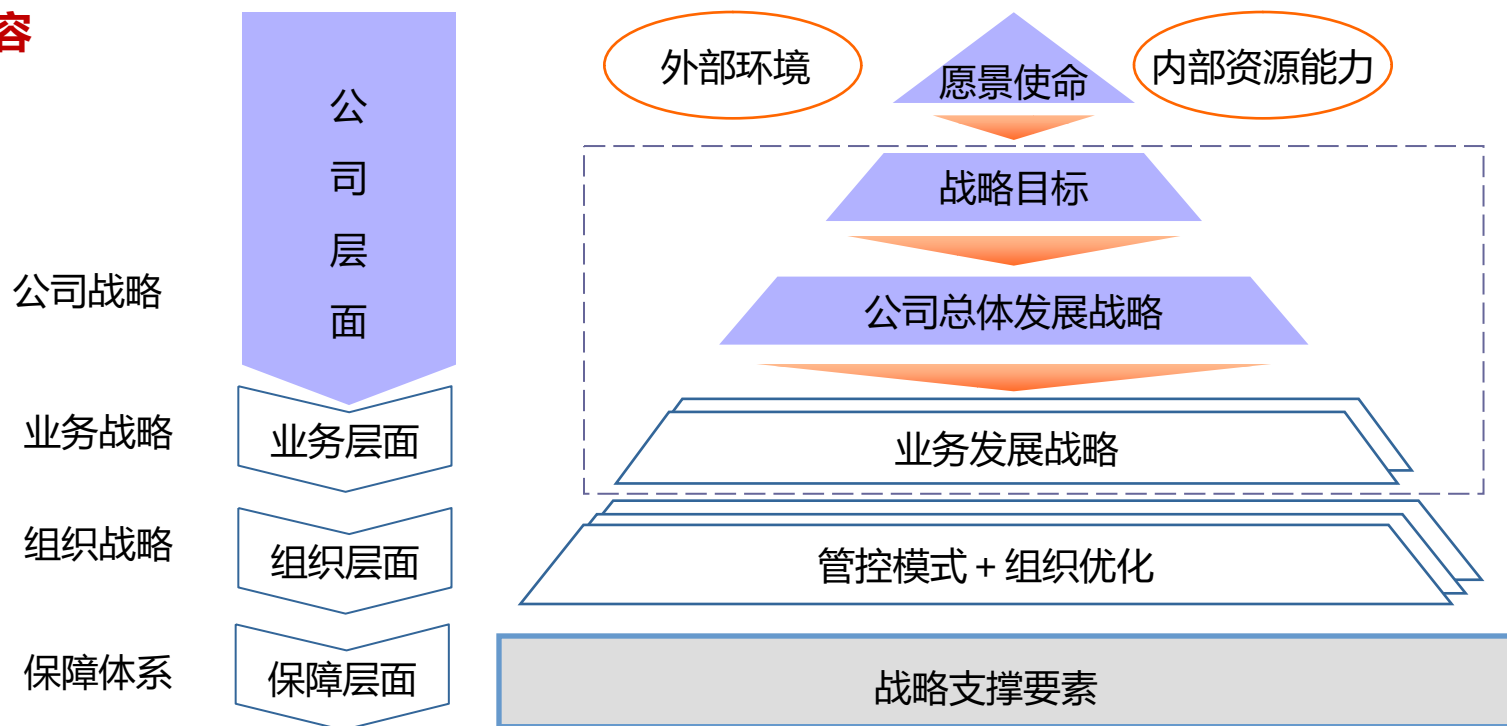 容
外部环境
愿景使命
内部资源能力
公
司
层
面
战略目标
公司战略
公司总体发展战略
业务战略
业务层面
业务发展战略
组织战略
组织层面
管控模式 + 组织优化
保障体系
保障层面
战略支撑要素